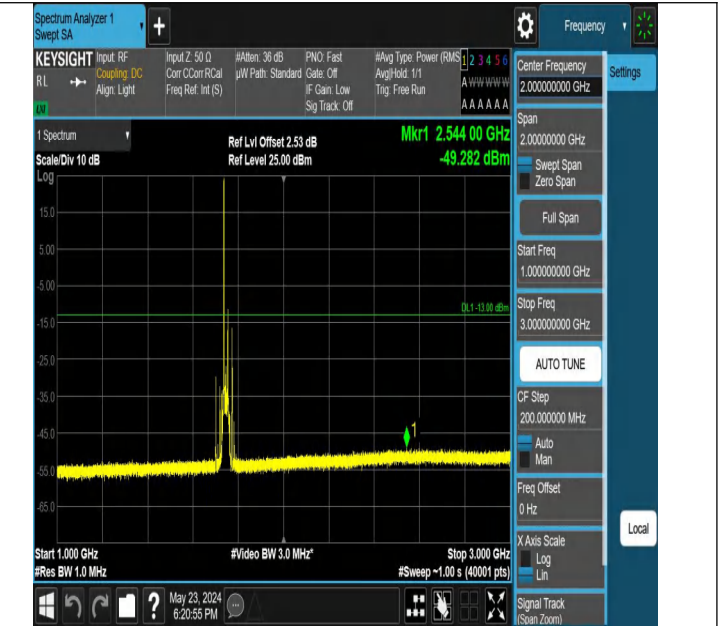 Spectrum Analyzer 1
Swept SA
+
Frequency
KEYSIGHT
RL
LXI
Input: RF
Coupling: DC
Align: Light
Input Z: 50 Ω
Corr CCorr RCal
Freq Ref: Int (S)
#Atten: 36 dB
µW Path: Standard
PNO: Fast
Gate: Off
IF Gain: Low
Sig Track: Off
#Avg Type: Power (RMS
Avg|Hold: 1/1
Trig: Free Run
1 2 3 4 5 6
A W W W W W
A A A A A A
1 Spectrum
Scale/Div 10 dB
Log
Ref Lvl Offset 2.53 dB
Ref Level 25.00 dBm
Mkr1 2.544 00 GHz
-49.282 dBm
15.0
5.00
-5.00
-15.0
-25.0
-35.0
-45.0
-55.0
-65.0
DL1 -13.00 dBm
1
Start 1.000 GHz
#Res BW 1.0 MHz
#Video BW 3.0 MHz*
Stop 3.000 GHz
#Sweep ~1.00 s (40001 pts)
Center Frequency
2.000000000 GHz
Settings
Span
2.00000000 GHz
Swept Span
Zero Span
Full Span
Start Freq
1.000000000 GHz
Stop Freq
3.000000000 GHz
AUTO TUNE
CF Step
200.000000 MHz
Auto
Man
Freq Offset
0 Hz
X Axis Scale
Log
Lin
Local
Signal Track
(Span Zoom)
?
May 23, 2024
6:20:55 PM